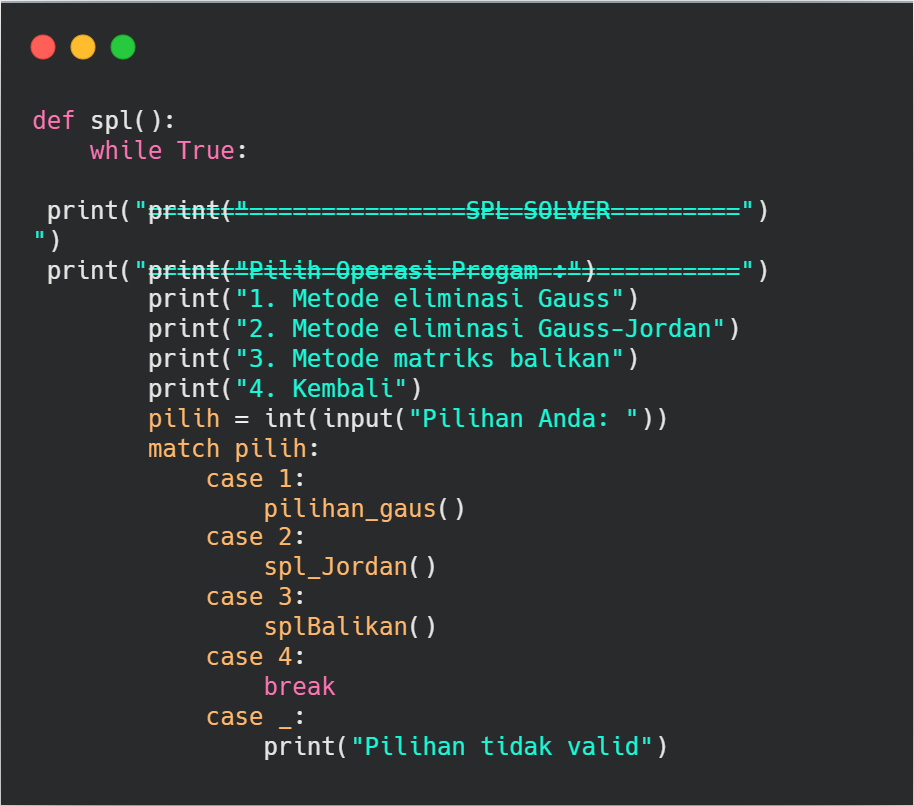 def spl():
    while True:
 print("=========================================")
        print("               SPL SOLVER
")
 print("=========================================")
        print("Pilih Operasi Progam :")
        print("1. Metode eliminasi Gauss")
        print("2. Metode eliminasi Gauss-Jordan")
        print("3. Metode matriks balikan")
        print("4. Kembali")
        pilih = int(input("Pilihan Anda: "))
        match pilih:
            case 1:
                pilihan_gaus()
            case 2:
                spl_Jordan()
            case 3:
                splBalikan()
            case 4:
                break
            case _:
                print("Pilihan tidak valid")